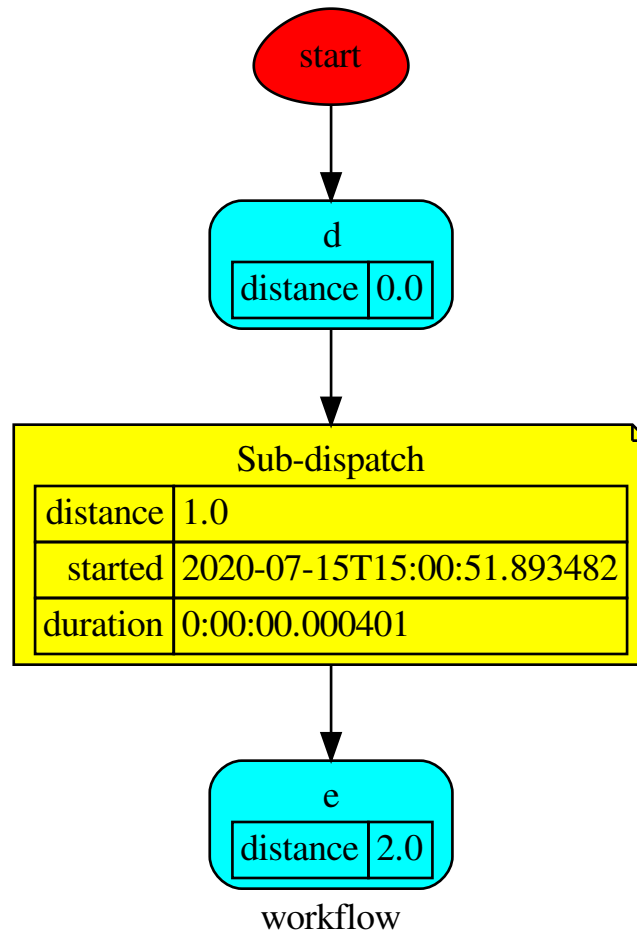 start
d
distance 0.0
Sub-dispatch
distance 1.0
started 2020-07-15T15:00:51.893482
duration 0:00:00.000401
e
distance 2.0
workflow